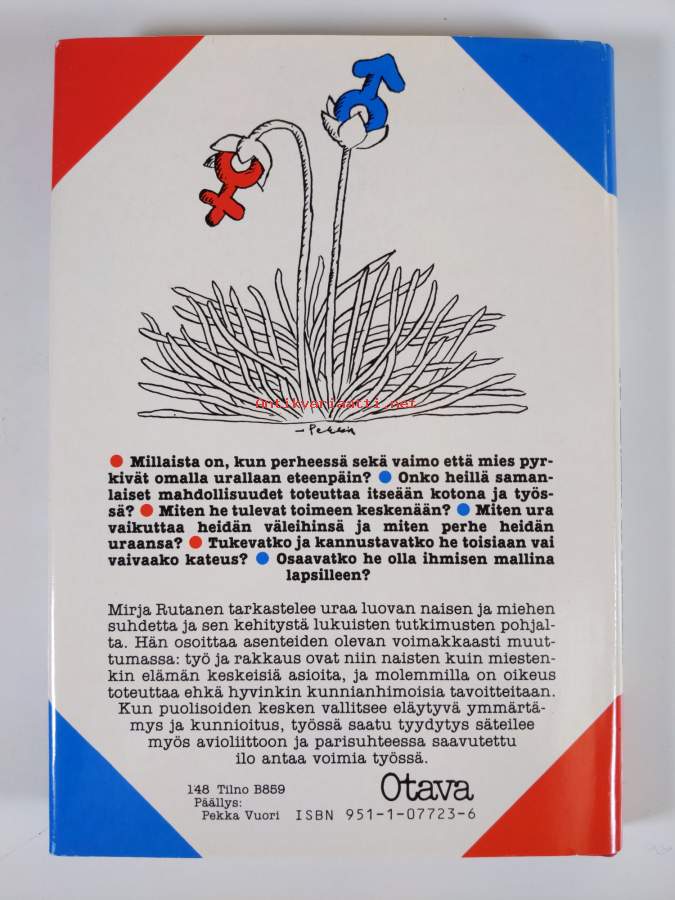 antikvariaatti.net
-Pekka
● Millaista on, kun perheessä sekä vaimo että mies pyr-
kivät omalla urallaan eteenpäin? ● Onko heillä saman-
laiset mahdollisuudet toteuttaa itseään kotona ja työs-
sä? ● Miten he tulevat toimeen keskenään? ● Miten ura
vaikuttaa heidän väleihinsä ja miten perhe heidän
uraansa? ● Tukevatko ja kannustavatko he toisiaan vai
vaivaako kateus? ● Osaavatko he olla ihmisen mallina
lapsilleen?
Mirja Rutanen tarkastelee uraa luovan naisen ja miehen
suhdetta ja sen kehitystä lukuisten tutkimusten pohjal-
ta. Hän osoittaa asenteiden olevan voimakkaasti muut-
tumassa: työ ja rakkaus ovat niin naisten kuin miesten-
kin elämän keskeisiä asioita, ja molemmilla on oikeus
toteuttaa ehkä hyvinkin kunnianhimoisia tavoitteitaan.
Kun puolisoiden kesken vallitsee eläytyvä ymmärtä-
mys ja kunnioitus, työssä saatu tyydytys säteilee
myös avioliittoon ja parisuhteessa saavutettu
ilo antaa voimia työssä.
148 Tilno B859
Päällys:
Pekka Vuori
Otava
ISBN 951-1-07723-6